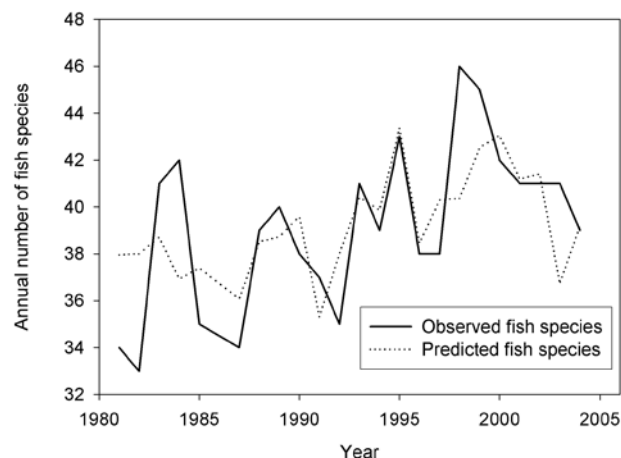 Annual number of fish species
48
46
44
42
40
38
36
34
32
Observed fish species
Predicted fish species
1980 1985 1990 1995 2000 2005
Year